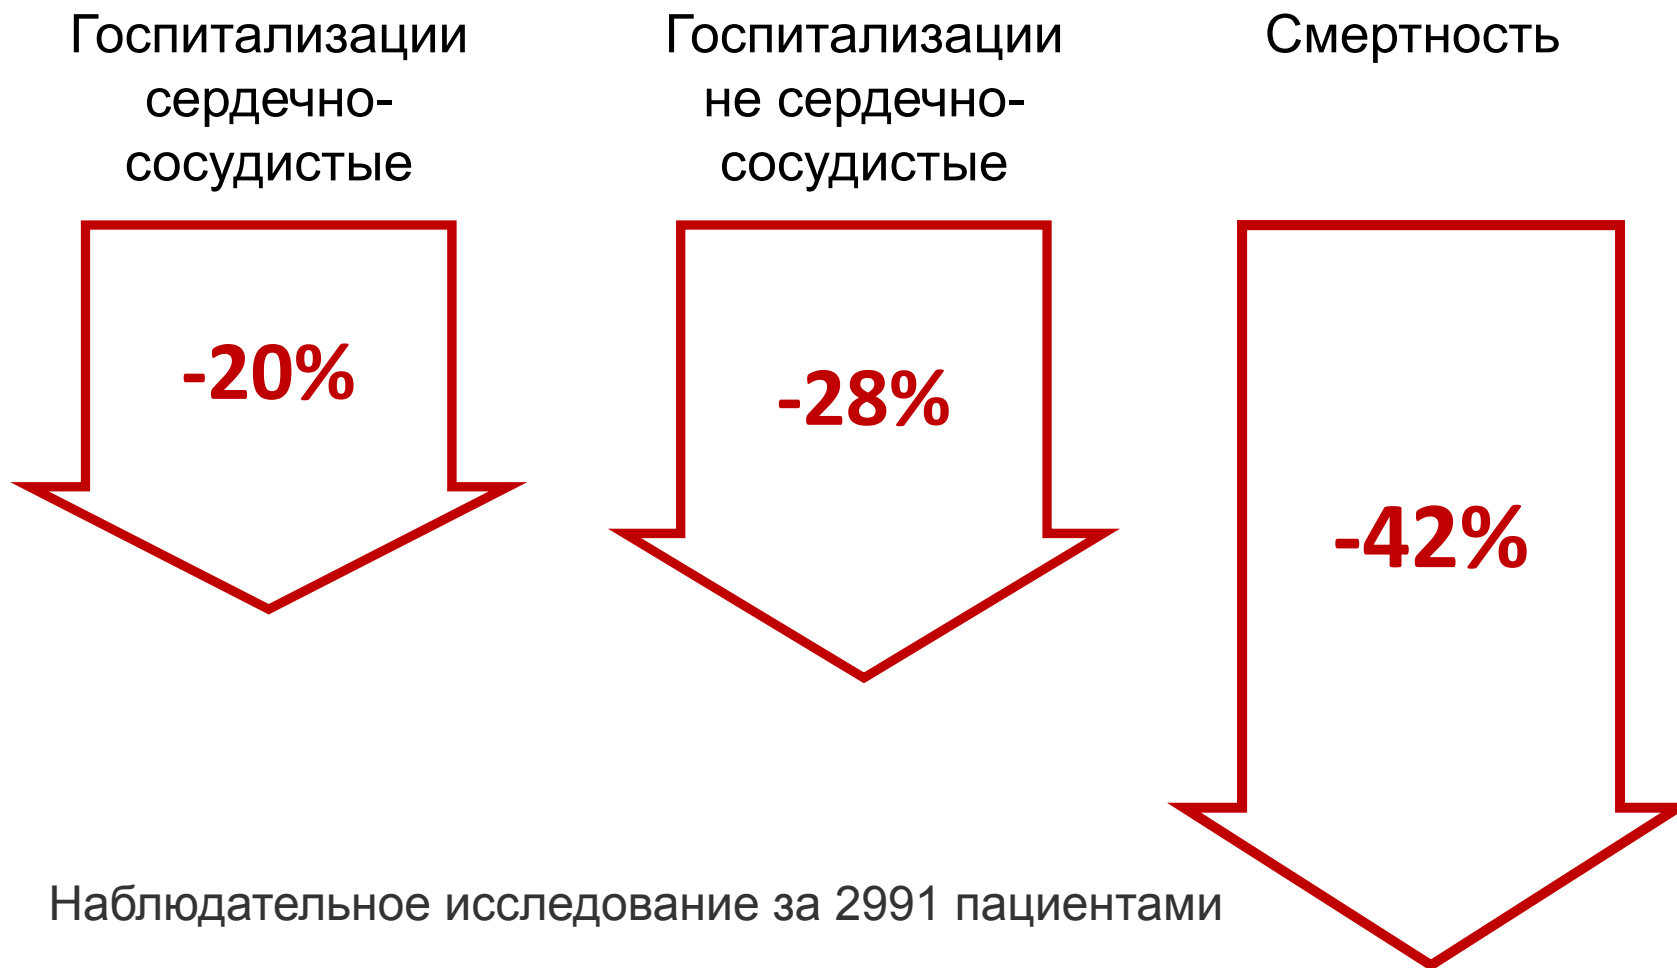 Госпитализации
сердечно-
сосудистые
-20%
Госпитализации
не сердечно-
сосудистые
-28%
Смертность
-42%
Наблюдательное исследование за 2991 пациентами